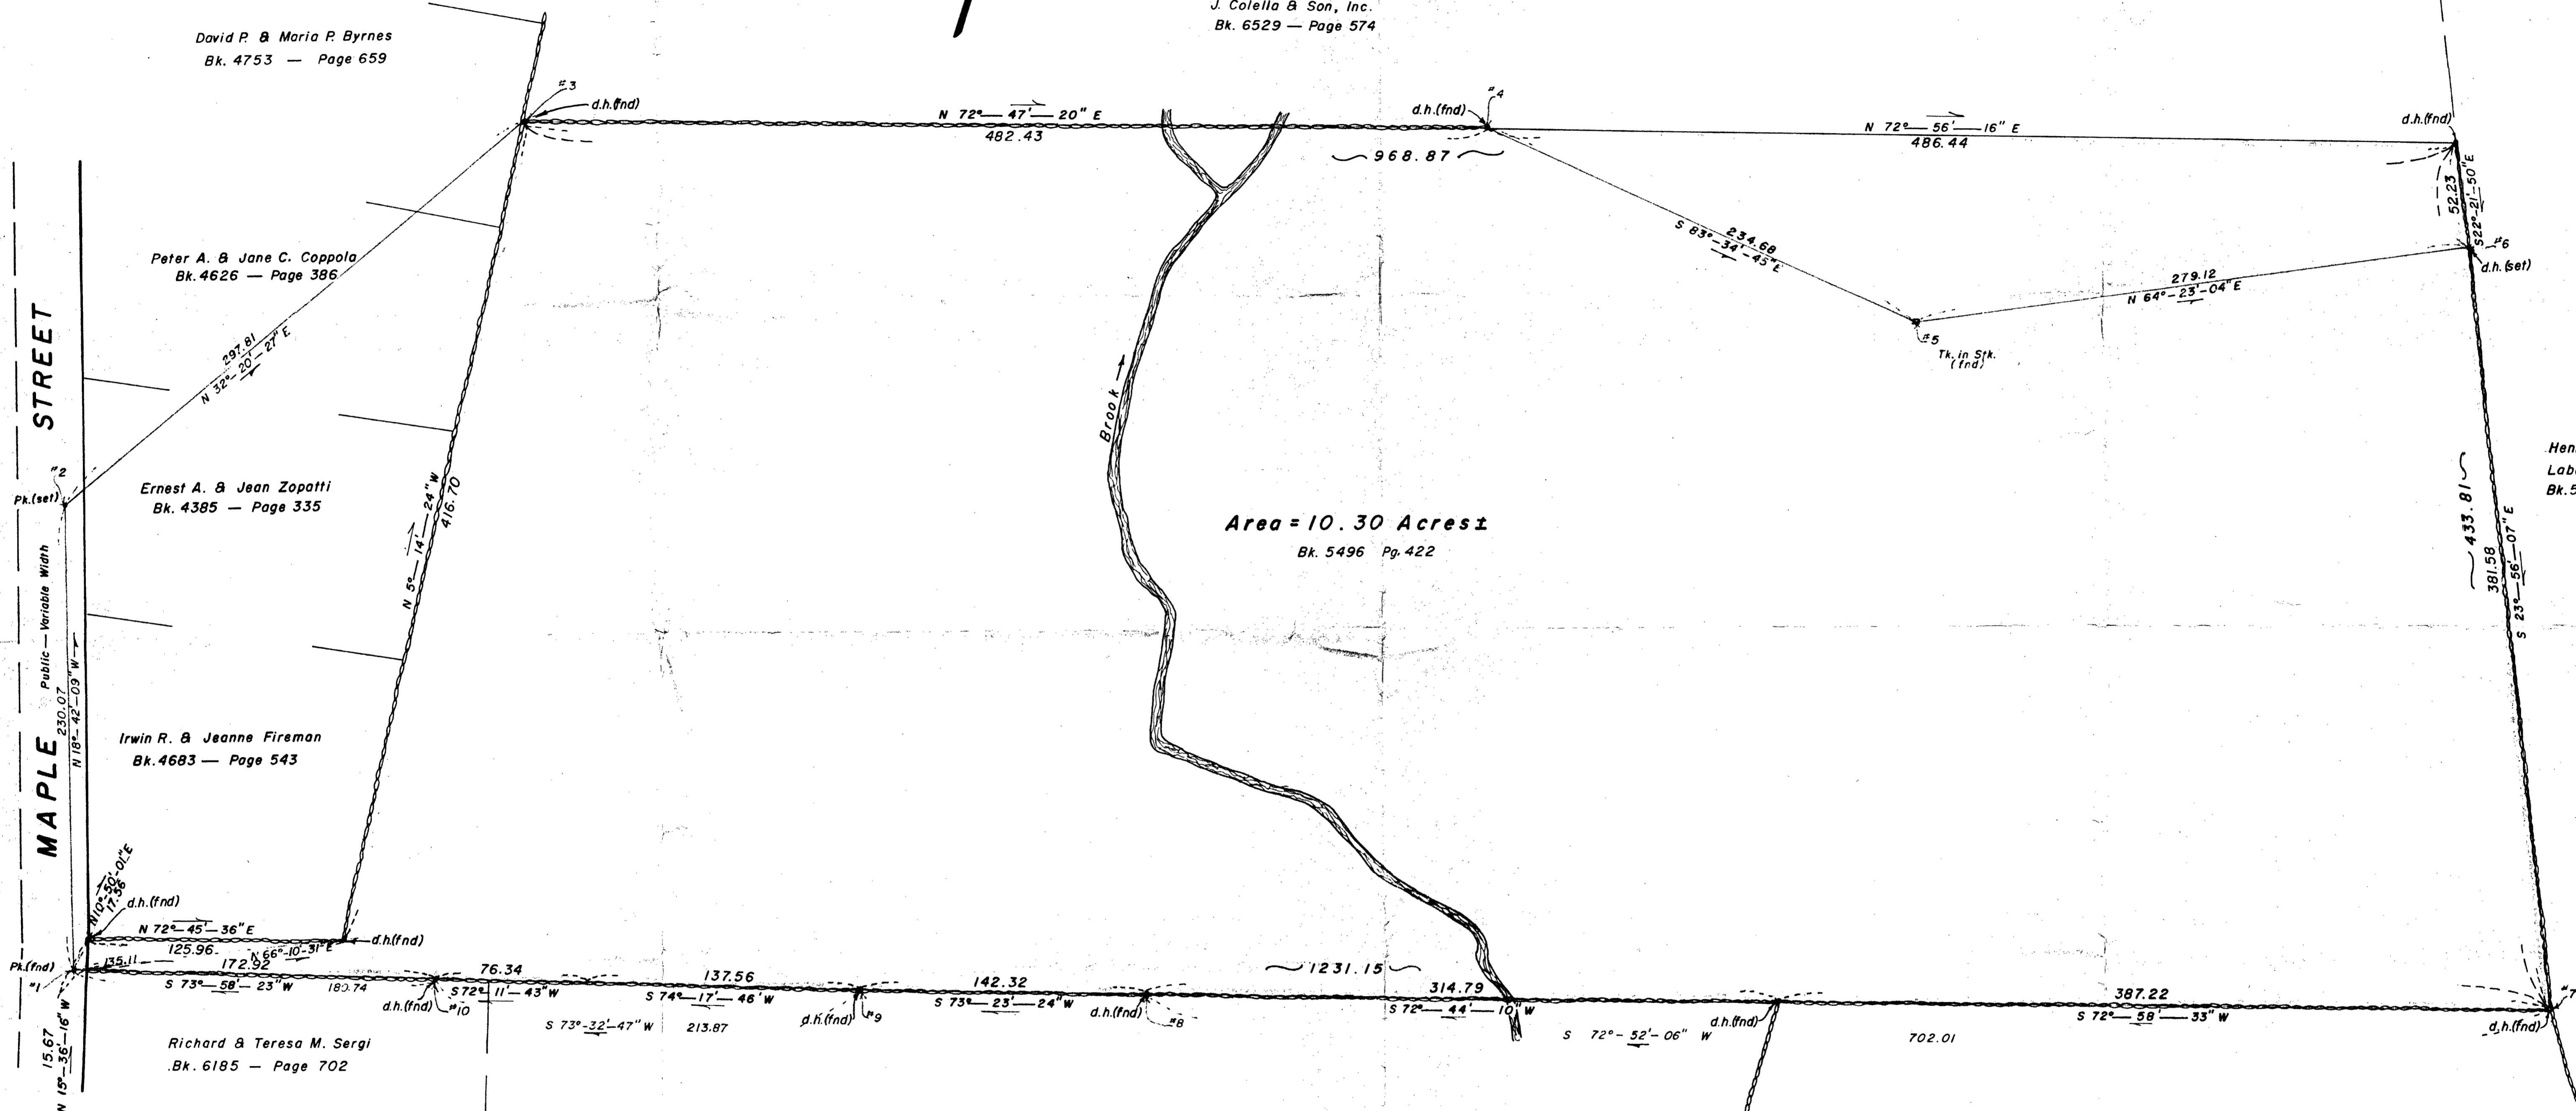 J. Colella & Son, Inc.
Bk. 6529 — Page 574
David P. & Maria P. Byrnes
Bk. 4753 — Page 659
#3
d.h.(fnd)
N 72°—47'—20" E
482.43
d.h.(fnd)
#4
968.87
N 72°—56'—16" E
486.44
d.h.(fnd)
52.23
S22°-21'-50"E
#6
d.h.(set)
234.68
S 83°-34'-45"E
279.12
N 64°-23'-04"E
#5
Tk. in Stk.
(fnd)
Peter A. & Jane C. Coppola
Bk. 4626 — Page 386
297.81
N 32°-20'-27" E
STREET
#2
Pk.(set)
Ernest A. & Jean Zopatti
Bk. 4385 — Page 335
N 5°—14'—24" W
416.70
Brook
Area = 10.30 Acres±
Bk. 5496 Pg. 422
433.81
381.58
S 23°—56'—07" E
Hen
Lab
Bk.5
MAPLE
Public — Variable Width
230.07
N 18°-42'-09" W
Irwin R. & Jeanne Fireman
Bk. 4683 — Page 543
N10°-50'-01"E
17.56
d.h.(fnd)
N 72°-45'-36" E
125.96
d.h.(fnd)
N 66°-10'-31" E
135.11
Pk.(fnd)
#1
172.92
S 73°—58'—23" W
180.74
d.h.(fnd)
#10
76.34
S 72°-11'-43" W
137.56
S 74°-17'-46" W
S 73°-32'-47" W 213.87
d.h.(fnd)
#9
142.32
S 73°-23'-24" W
d.h.(fnd)
#8
1231.15
314.79
S 72°—44'—10" W
S 72°-52'-06" W
702.01
d.h.(fnd)
387.22
S 72°—58'—33" W
d.h.(fnd)
#7
15.67
N 15°-36'-16" W
Richard & Teresa M. Sergi
Bk. 6185 — Page 702